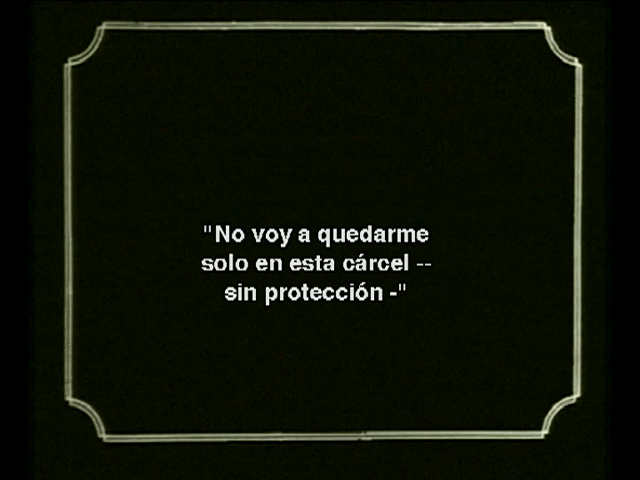 "No voy a quedarme
solo en esta cárcel --
sin protección -"